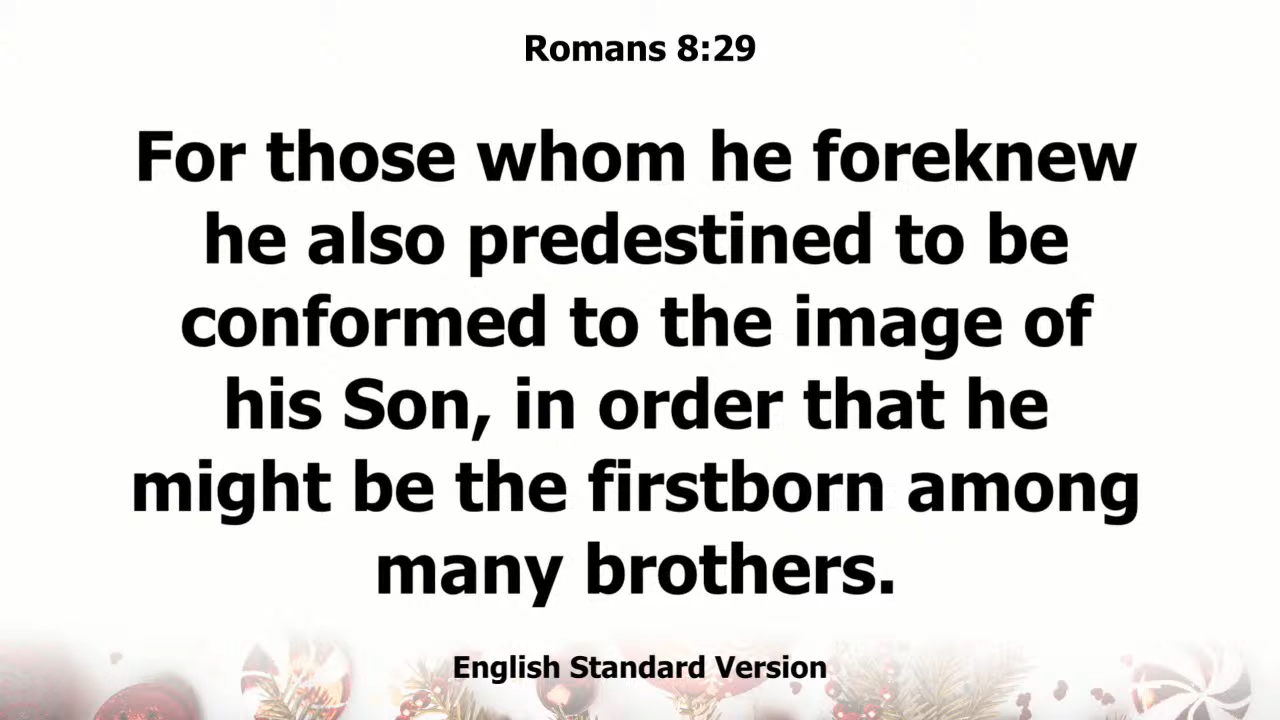 Romans 8:29
For those whom he foreknew
he also predestined to be
conformed to the image of
his Son, in order that he
might be the firstborn among
many brothers.
English Standard Version